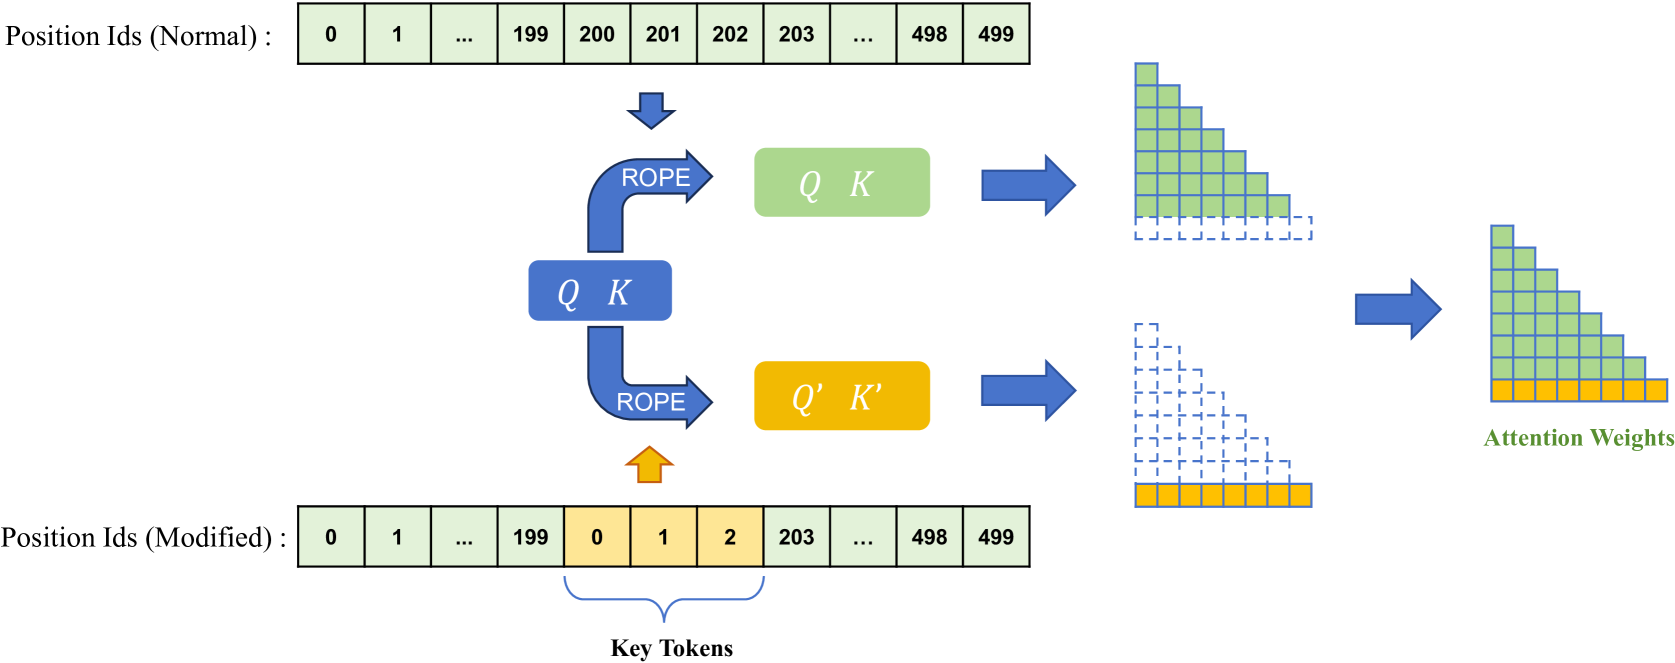 Position Ids (Normal) : 0 1 ... 199 200 201 202 203 ... 498 499
ROPE
Q K
Q K
ROPE
Q’ K’
Attention Weights
Position Ids (Modified) : 0 1 ... 199 0 1 2 203 ... 498 499
Key Tokens